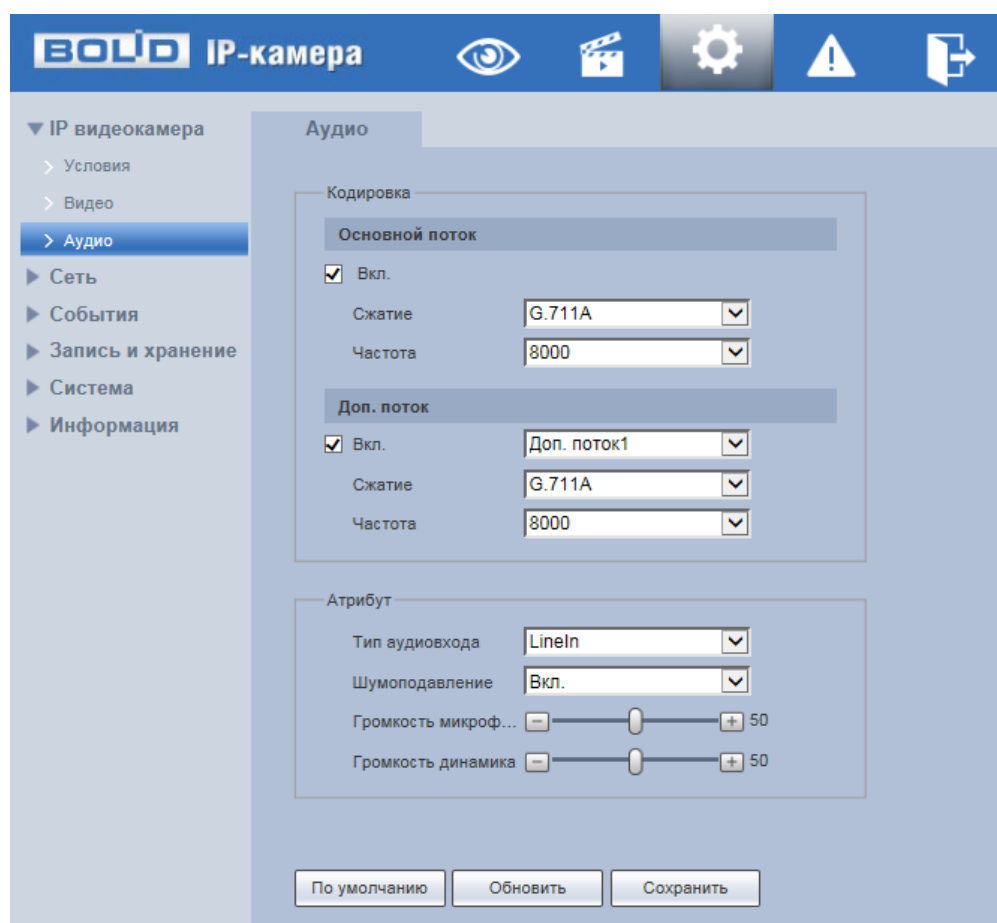 BOLID IP-камера
IP видеокамера
Условия
Видео
Аудио
Сеть
События
Запись и хранение
Система
Информация
Аудио
Кодировка
Основной поток
Вкл.
Сжатие G.711A
Частота 8000
Доп. поток
Вкл. Доп. поток1
Сжатие G.711A
Частота 8000
Атрибут
Тип аудиовхода LineIn
Шумоподавление Вкл.
Громкость микроф... 50
Громкость динамика 50
По умолчанию Обновить Сохранить